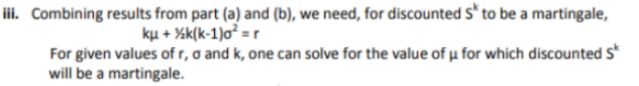 iii. Combining results from part (a) and (b), we need, for discounted Sᵏ to be a martingale,
kμ + ½k(k-1)σ² = r
For given values of r, σ and k, one can solve for the value of μ for which discounted Sᵏ
will be a martingale.